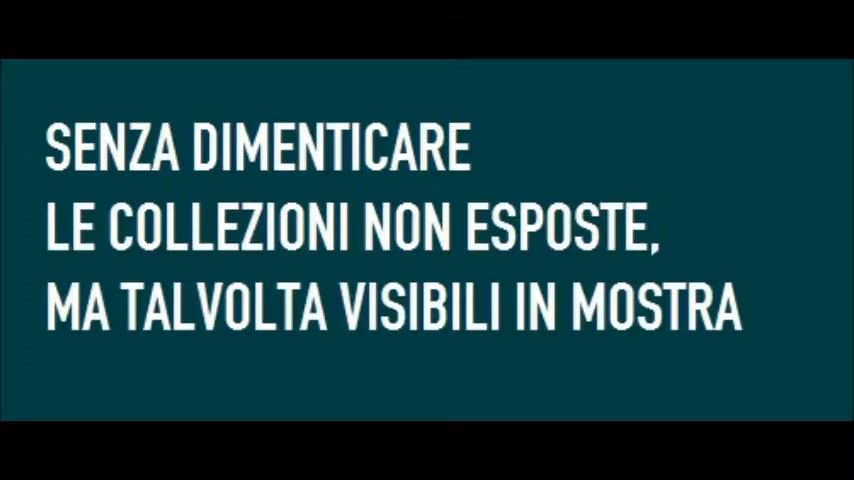 SENZA DIMENTICARE
LE COLLEZIONI NON ESPOSTE,
MA TALVOLTA VISIBILI IN MOSTRA